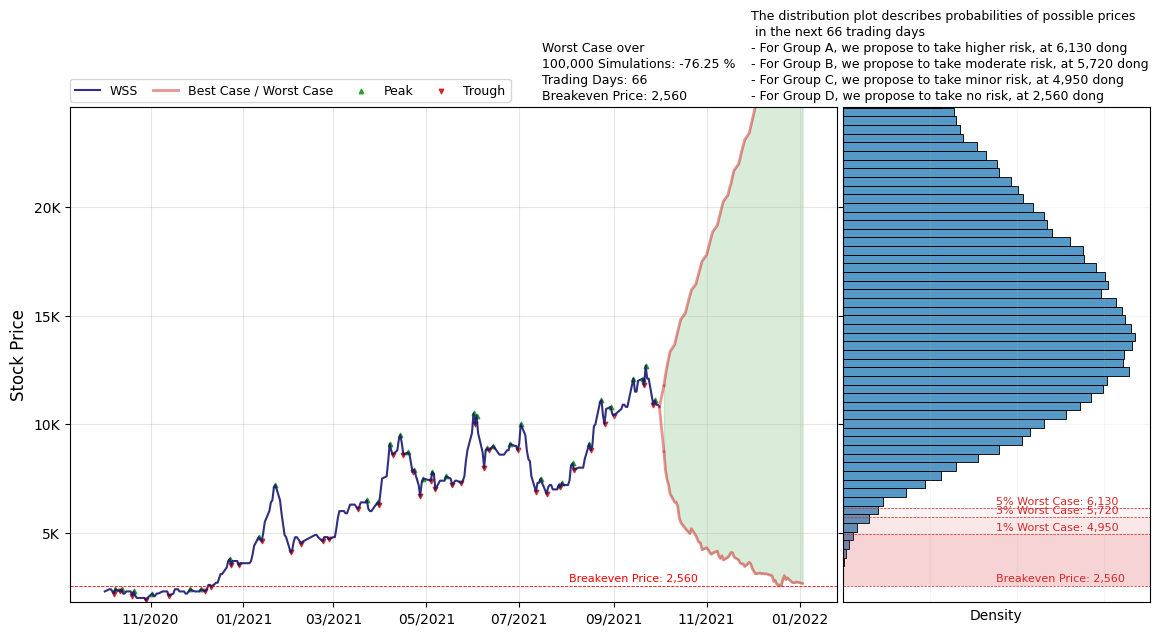 The distribution plot describes probabilities of possible prices
in the next 66 trading days
- For Group A, we propose to take higher risk, at 6,130 dong
- For Group B, we propose to take moderate risk, at 5,720 dong
- For Group C, we propose to take minor risk, at 4,950 dong
- For Group D, we propose to take no risk, at 2,560 dong
Worst Case over
100,000 Simulations: -76.25 %
Trading Days: 66
Breakeven Price: 2,560
WSS
Best Case / Worst Case
Peak
Trough
Stock Price
20K
15K
10K
5K
Breakeven Price: 2,560
11/2020
01/2021
03/2021
05/2021
07/2021
09/2021
11/2021
01/2022
5% Worst Case: 6,130
3% Worst Case: 5,720
1% Worst Case: 4,950
Breakeven Price: 2,560
Density